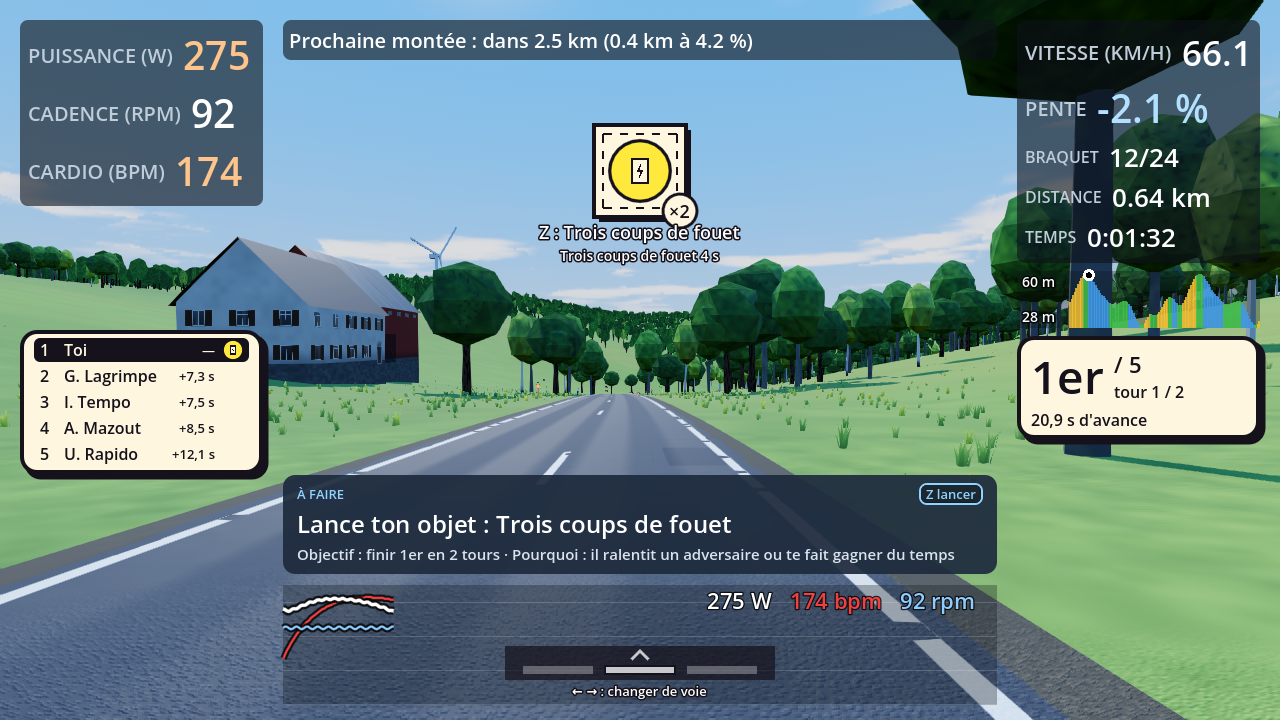 PUISSANCE (W) 275
CADENCE (RPM) 92
CARDIO (BPM) 174
Prochaine montée : dans 2.5 km (0.4 km à 4.2 %)
VITESSE (KM/H) 66.1
PENTE -2.1 %
BRAQUET 12/24
DISTANCE 0.64 km
TEMPS 0:01:32
60 m
28 m
×2
Z : Trois coups de fouet
Trois coups de fouet 4 s
1 Toi —
2 G. Lagrimpe +7,3 s
3 I. Tempo +7,5 s
4 A. Mazout +8,5 s
5 U. Rapido +12,1 s
1er / 5
tour 1 / 2
20,9 s d'avance
À FAIRE
Z lancer
Lance ton objet : Trois coups de fouet
Objectif : finir 1er en 2 tours · Pourquoi : il ralentit un adversaire ou te fait gagner du temps
275 W 174 bpm 92 rpm
← → : changer de voie